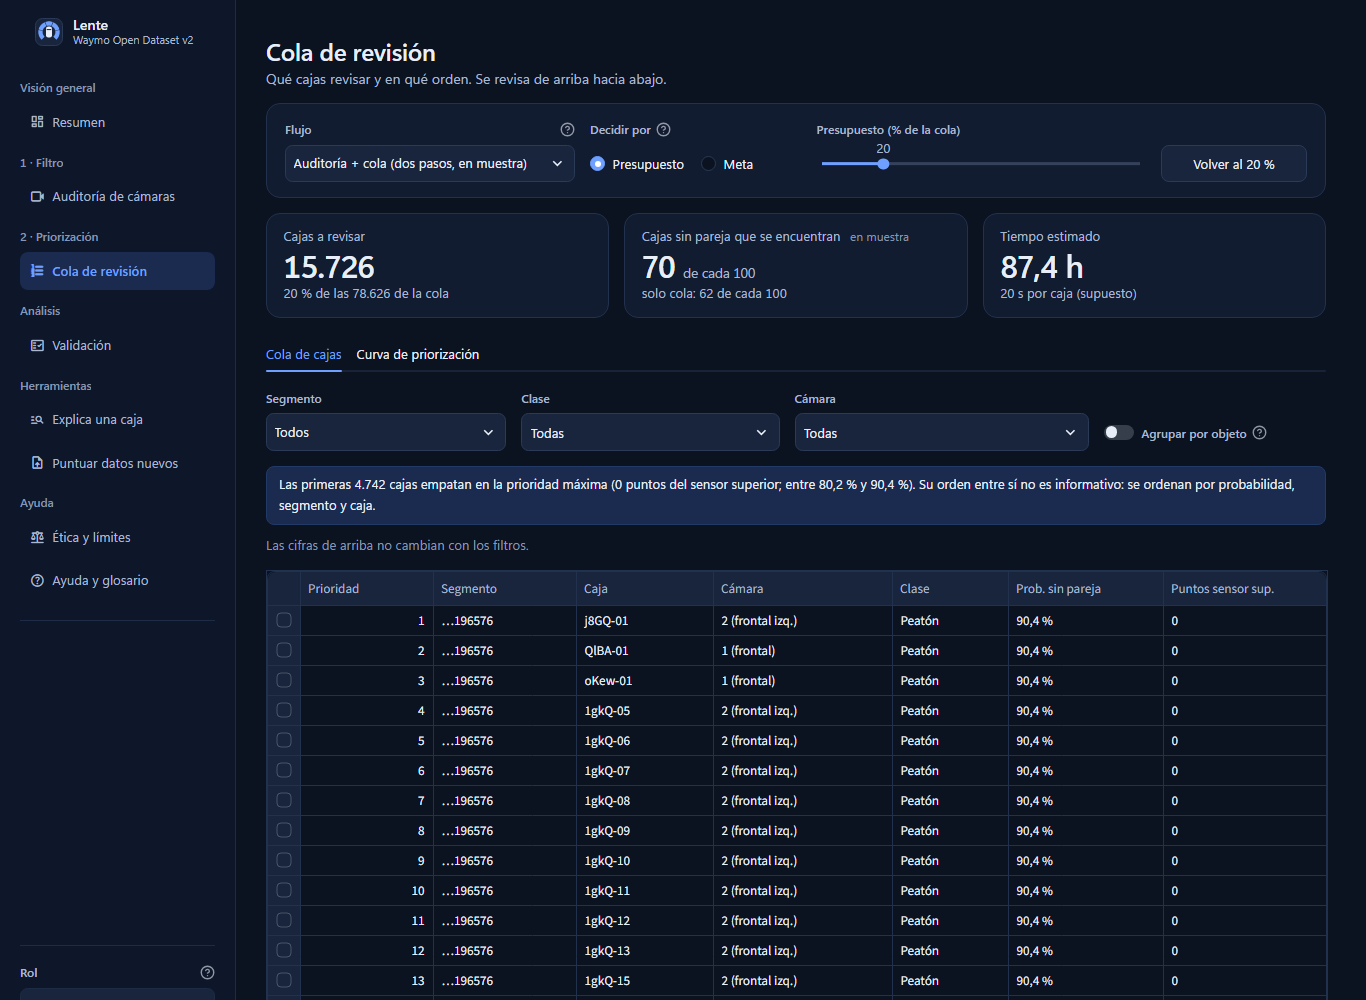 Lente
Waymo Open Dataset v2
Visión general
Resumen
1 · Filtro
Auditoría de cámaras
2 · Priorización
Cola de revisión
Análisis
Validación
Herramientas
Explica una caja
Puntuar datos nuevos
Ayuda
Ética y límites
Ayuda y glosario
Rol
Cola de revisión
Qué cajas revisar y en qué orden. Se revisa de arriba hacia abajo.
Flujo
Auditoría + cola (dos pasos, en muestra)
Decidir por
Presupuesto Meta
Presupuesto (% de la cola)
20
Volver al 20 %
Cajas a revisar
15.726
20 % de las 78.626 de la cola
Cajas sin pareja que se encuentran en muestra
70 de cada 100
solo cola: 62 de cada 100
Tiempo estimado
87,4 h
20 s por caja (supuesto)
Cola de cajas Curva de priorización
Segmento
Todos
Clase
Todas
Cámara
Todas
Agrupar por objeto
Las primeras 4.742 cajas empatan en la prioridad máxima (0 puntos del sensor superior; entre 80,2 % y 90,4 %). Su orden entre sí no es informativo: se ordenan por probabilidad,
segmento y caja.
Las cifras de arriba no cambian con los filtros.
Prioridad Segmento Caja Cámara Clase Prob. sin pareja Puntos sensor sup.
1 …196576 j8GQ-01 2 (frontal izq.) Peatón 90,4 % 0
2 …196576 QlBA-01 1 (frontal) Peatón 90,4 % 0
3 …196576 oKew-01 1 (frontal) Peatón 90,4 % 0
4 …196576 1gkQ-05 2 (frontal izq.) Peatón 90,4 % 0
5 …196576 1gkQ-06 2 (frontal izq.) Peatón 90,4 % 0
6 …196576 1gkQ-07 2 (frontal izq.) Peatón 90,4 % 0
7 …196576 1gkQ-08 2 (frontal izq.) Peatón 90,4 % 0
8 …196576 1gkQ-09 2 (frontal izq.) Peatón 90,4 % 0
9 …196576 1gkQ-10 2 (frontal izq.) Peatón 90,4 % 0
10 …196576 1gkQ-11 2 (frontal izq.) Peatón 90,4 % 0
11 …196576 1gkQ-12 2 (frontal izq.) Peatón 90,4 % 0
12 …196576 1gkQ-13 2 (frontal izq.) Peatón 90,4 % 0
13 …196576 1gkQ-15 2 (frontal izq.) Peatón 90,4 % 0